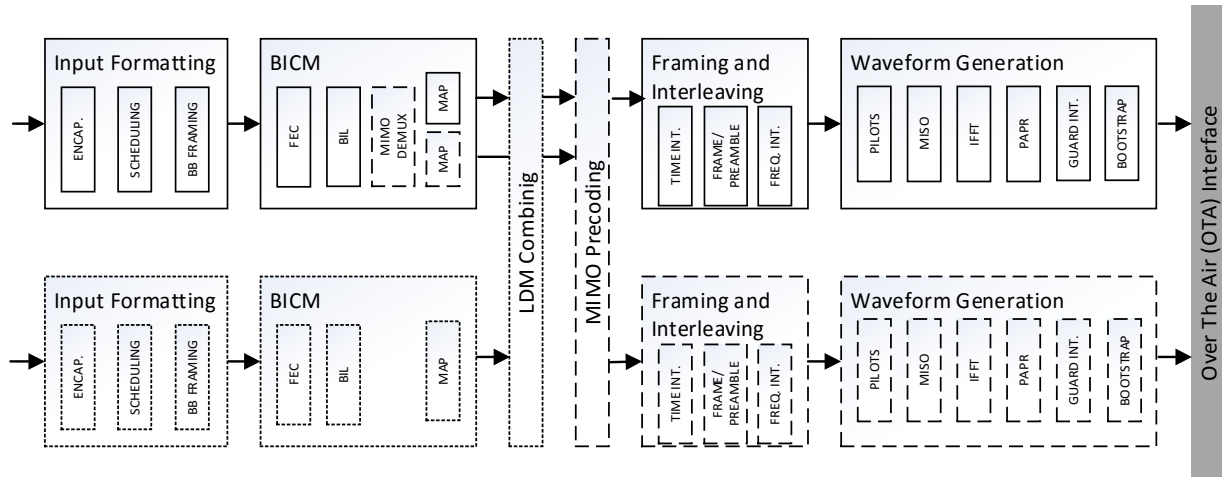 Input Formatting
ENCAP.
SCHEDULING
BB FRAMING
BICM
FEC
BIL
MIMO
DEMUX
MAP
MAP
LDM Combining
MIMO Precoding
Framing and
Interleaving
TIME INT.
FRAME/
PREAMBLE
FREQ. INT.
Waveform Generation
PILOTS
MISO
IFFT
PAPR
GUARD INT.
BOOTSTRAP
Over The Air (OTA) Interface
Input Formatting
ENCAP.
SCHEDULING
BB FRAMING
BICM
FEC
BIL
MAP
Framing and
Interleaving
TIME INT.
FRAME/
PREAMBLE
FREQ. INT.
Waveform Generation
PILOTS
MISO
IFFT
PAPR
GUARD INT.
BOOTSTRAP